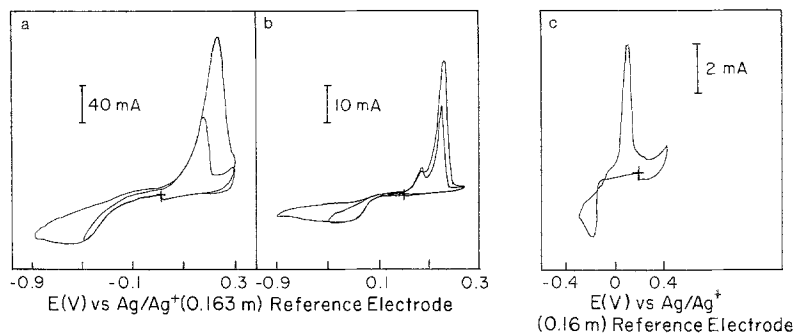 a
40 mA
b
10 mA
c
2 mA
-0.9 -0.1 0.3
-0.9 0.1 0.3
-0.4 0 0.4
E(V) vs Ag/Ag+(0.163 m) Reference Electrode
E(V) vs Ag/Ag+
(0.16 m) Reference Electrode